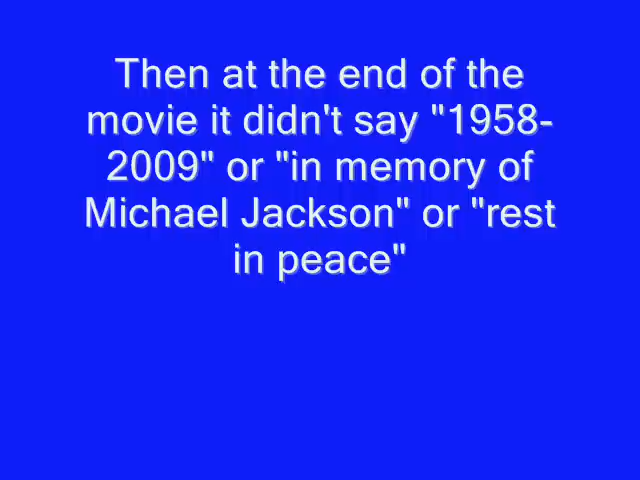 Then at the end of the
movie it didn't say "1958-
2009" or "in memory of
Michael Jackson" or "rest
in peace"